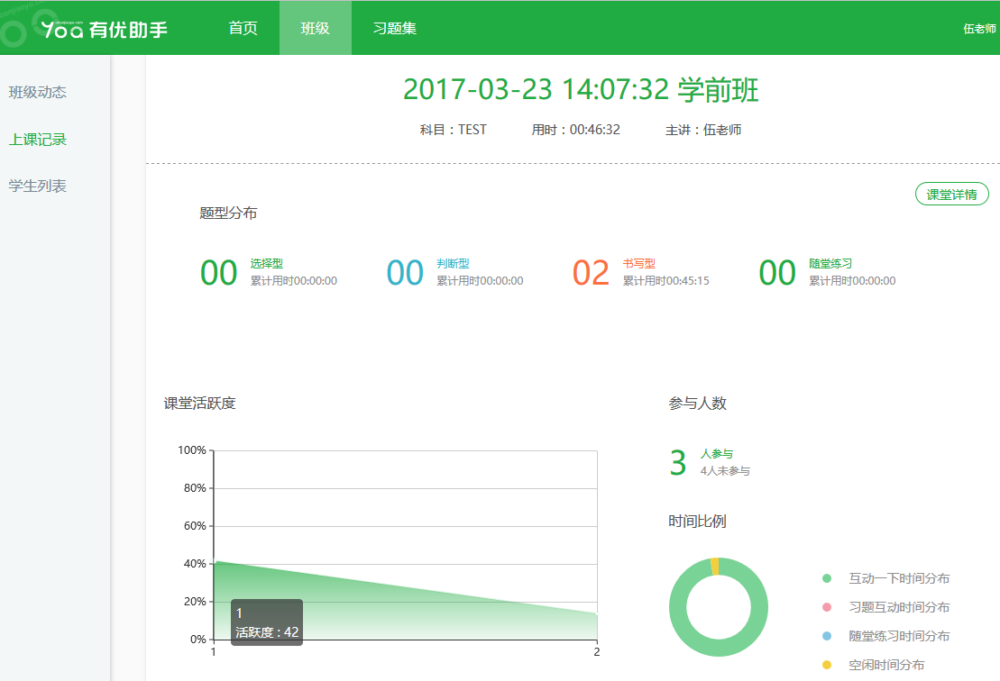 Yoa 有优助手
首页 班级 习题集
伍老师
班级动态
上课记录
学生列表
2017-03-23 14:07:32 学前班
科目：TEST 用时：00:46:32 主讲：伍老师
课堂详情
题型分布
00 选择型
累计用时00:00:00
00 判断型
累计用时00:00:00
02 书写型
累计用时00:45:15
00 随堂练习
累计用时00:00:00
课堂活跃度
100%
80%
60%
40%
20%
0%
1
活跃度 : 42
1 2
参与人数
3 人参与
4人未参与
时间比例
互动一下时间分布
习题互动时间分布
随堂练习时间分布
空闲时间分布